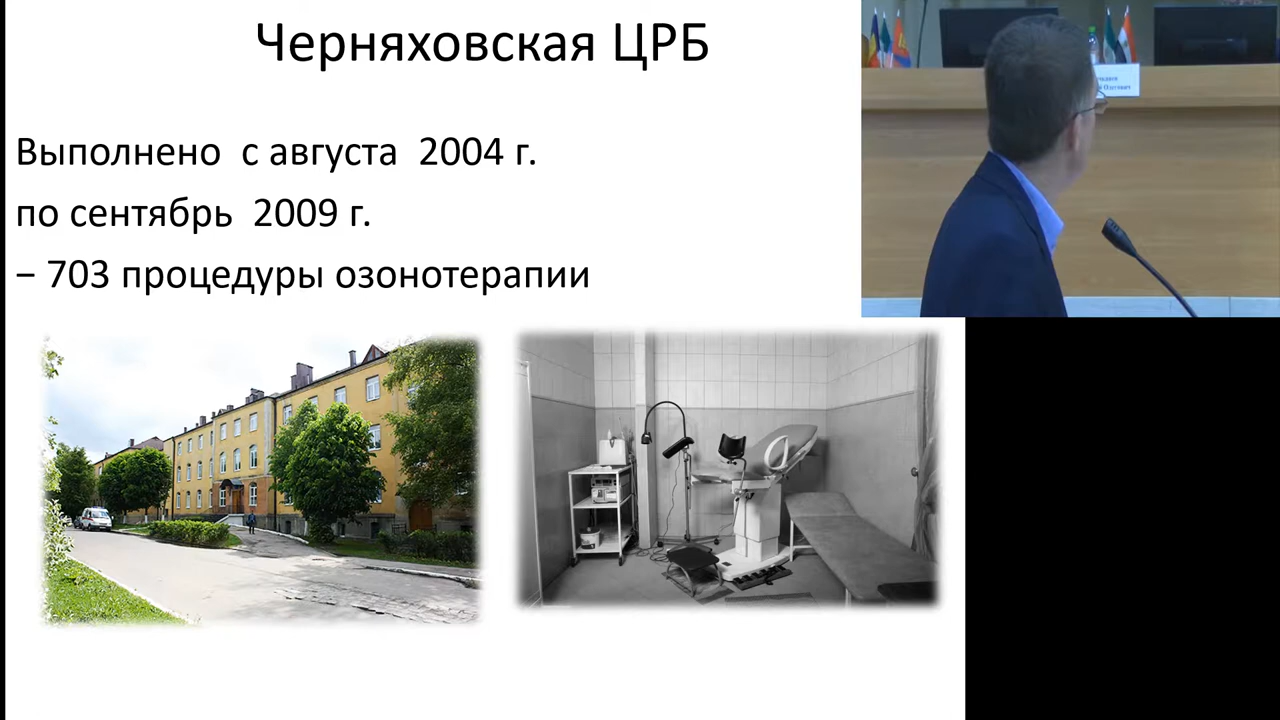 Черняховская ЦРБ
Выполнено с августа 2004 г.
по сентябрь 2009 г.
– 703 процедуры озонотерапии